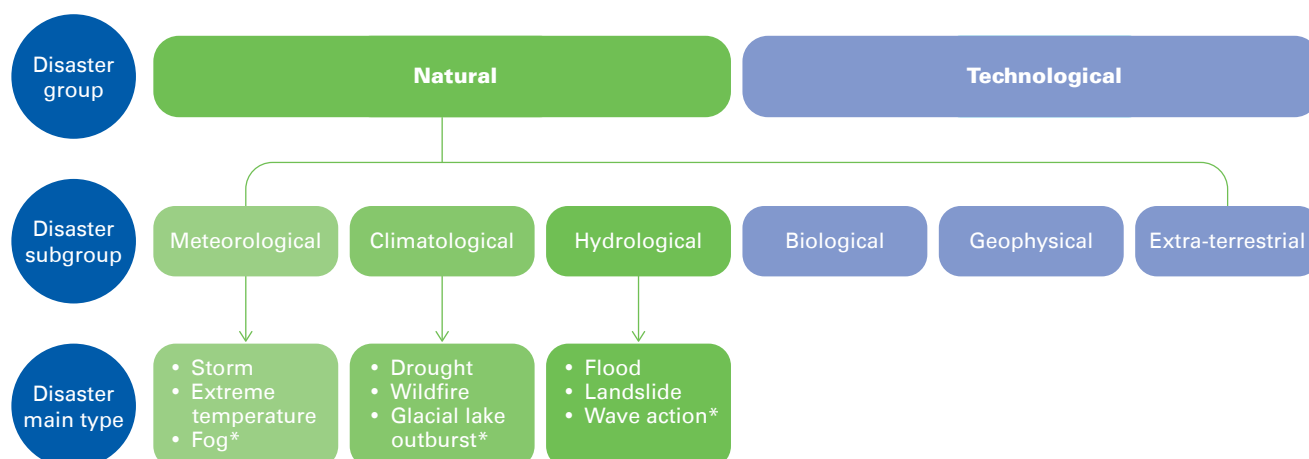 Disaster
group
Natural
Technological
Disaster
subgroup
Meteorological
Climatological
Hydrological
Biological
Geophysical
Extra-terrestrial
Disaster
main type
• Storm
• Extreme
temperature
• Fog*
• Drought
• Wildfire
• Glacial lake
outburst*
• Flood
• Landslide
• Wave action*